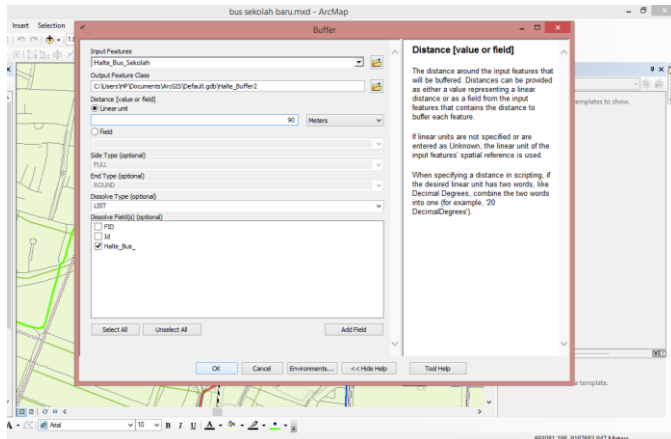 bus sekolah baru.mxd - ArcMap
Insert Selection
Buffer
Input Features
Halte_Bus_Sekolah
Output Feature Class
C:\Users\HP\Documents\ArcGIS\Default.gdb\Halte_Buffer2
Distance [value or field]
Linear unit
90 Meters
Field
Side Type (optional)
FULL
End Type (optional)
ROUND
Dissolve Type (optional)
LIST
Dissolve Field(s) (optional)
FID
Id
Halte_Bus_
Select All Unselect All Add Field
OK Cancel Environments... << Hide Help Tool Help
Distance [value or field]
The distance around the input features that
will be buffered. Distances can be provided
as either a value representing a linear
distance or as a field from the input
features that contains the distance to
buffer each feature.
If linear units are not specified or are
entered as Unknown, the linear unit of the
input features' spatial reference is used.
When specifying a distance in scripting, if
the desired linear unit has two words, like
Decimal Degrees, combine the two words
into one (for example, '20
DecimalDegrees').
emplates to show.
a template.
Arial 10 B I U A